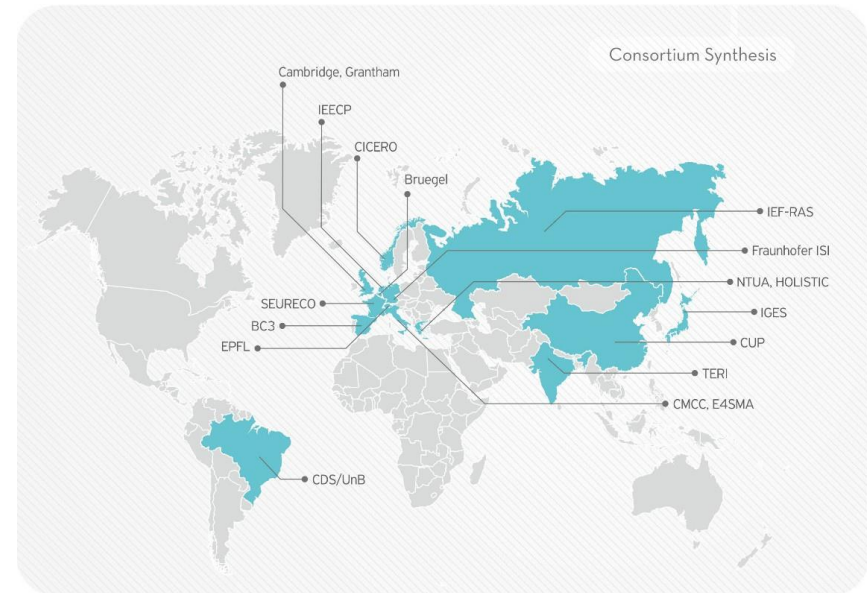 Consortium Synthesis
Cambridge, Grantham
IEECP
CICERO
Bruegel
IEF-RAS
Fraunhofer ISI
NTUA, HOLISTIC
SEURECO
IGES
BC3
CUP
EPFL
TERI
CMCC, E4SMA
CDS/UnB